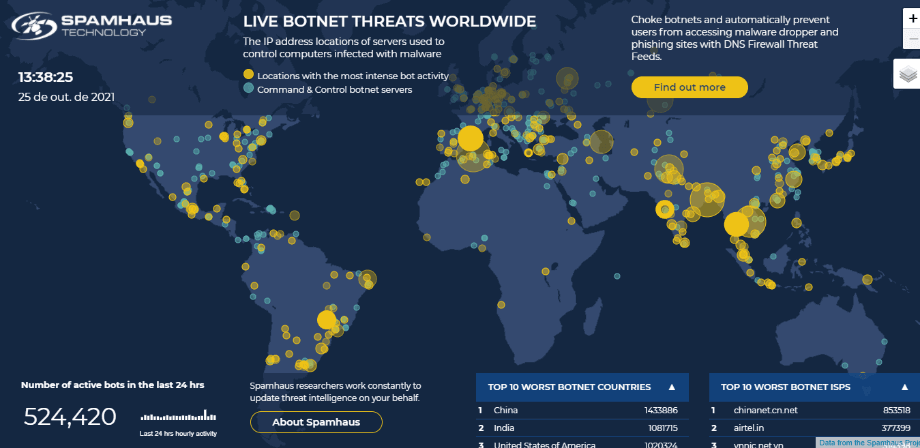 SPAMHAUS
TECHNOLOGY
13:38:25
25 de out. de 2021
LIVE BOTNET THREATS WORLDWIDE
The IP address locations of servers used to
control computers infected with malware
Locations with the most intense bot activity
Command & Control botnet servers
Choke botnets and automatically prevent
users from accessing malware dropper and
phishing sites with DNS Firewall Threat
Feeds.
Find out more
+
−
Number of active bots in the last 24 hrs
524,420
Last 24 hrs hourly activity
Spamhaus researchers work constantly to
update threat intelligence on your behalf.
About Spamhaus
TOP 10 WORST BOTNET COUNTRIES ▲
1 China 1433886
2 India 1081715
3 United States of America 1020324
TOP 10 WORST BOTNET ISPS ▲
1 chinanet.cn.net 853518
2 airtel.in 377399
3 vnnic.net.vn
Data from the Spamhaus Proj